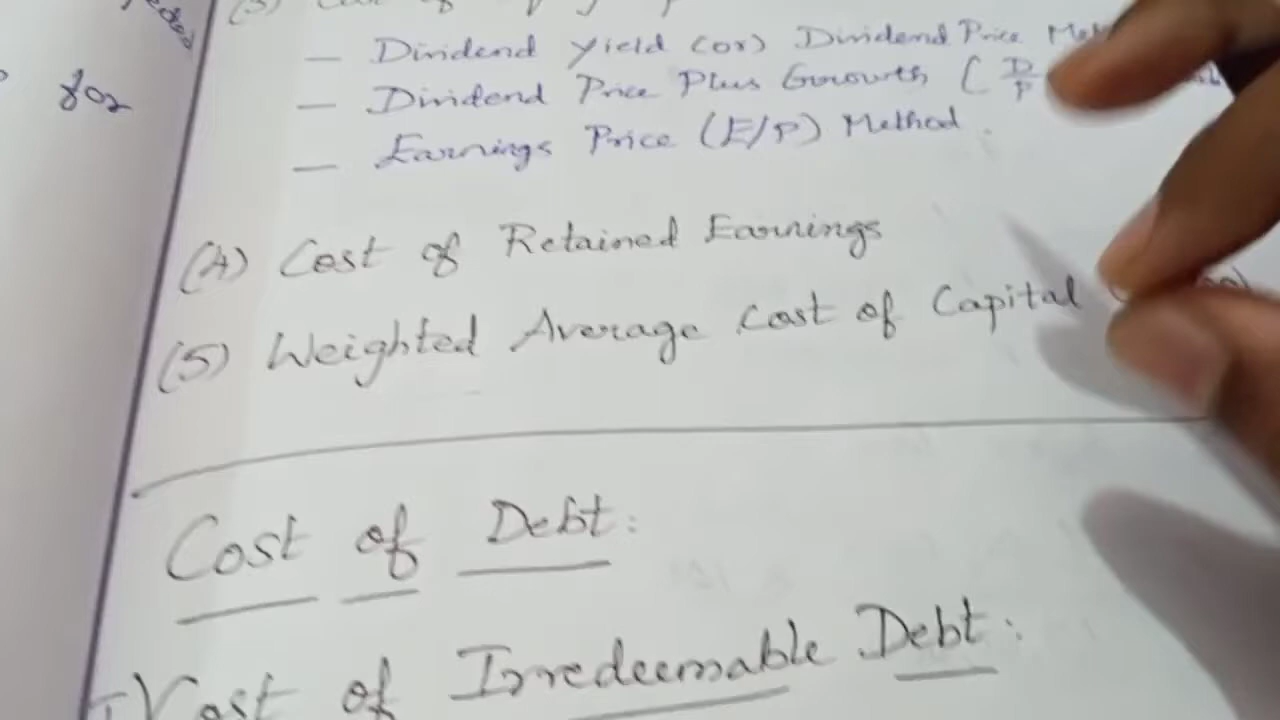 for
— Dividend Yield (or) Dividend Price
— Dividend Price Plus Growth ( D/P
— Earnings Price (E/P) Method
(4) Cost of Retained Earnings
(5) Weighted Average Cost of Capital
Cost of Debt:
I) Cost of Irredeemable Debt: